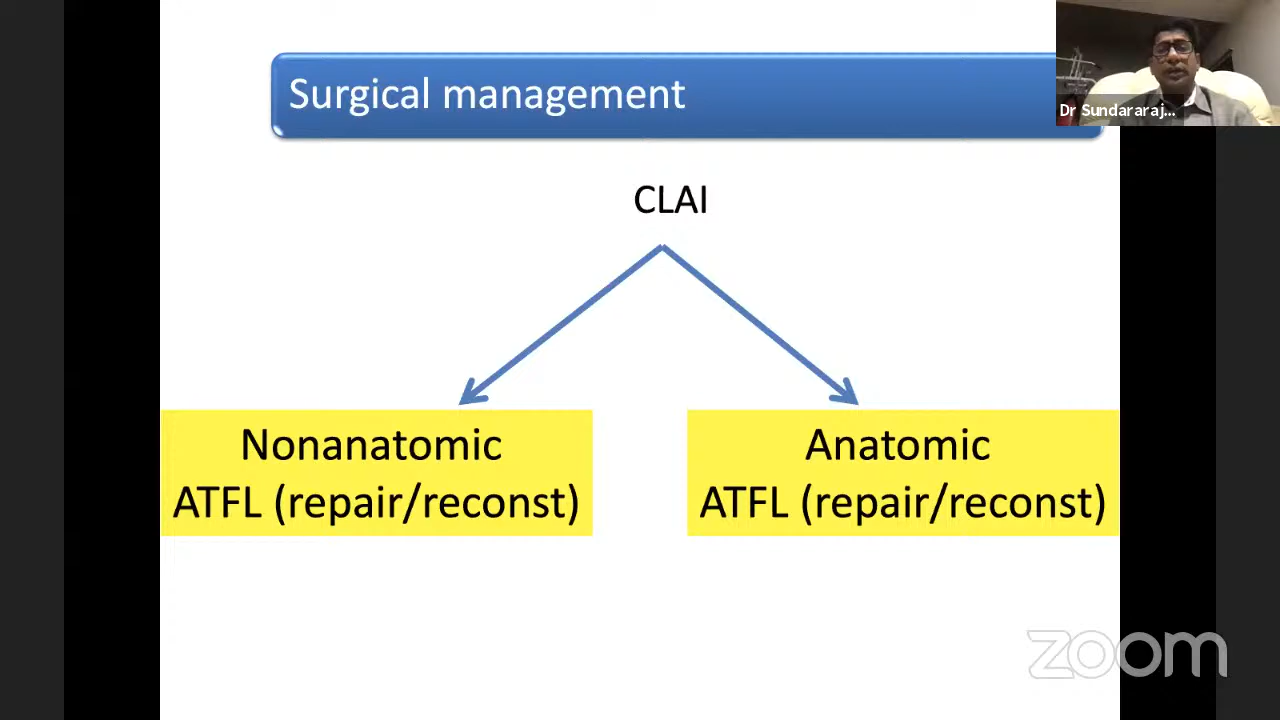 Surgical management
Dr Sundararaj...
CLAI
Nonanatomic
ATFL (repair/reconst)
Anatomic
ATFL (repair/reconst)
zoom